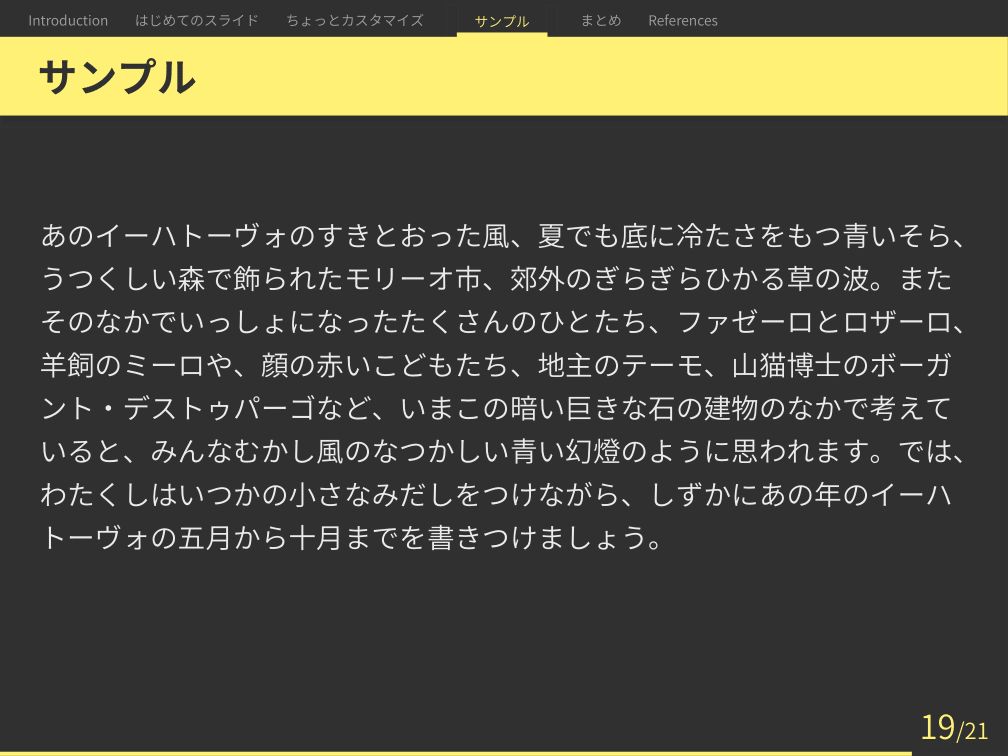 Introduction はじめてのスライド ちょっとカスタマイズ サンプル まとめ References
サンプル
あのイーハトーヴォのすきとおった風、夏でも底に冷たさをもつ青いそら、
うつくしい森で飾られたモリーオ市、郊外のぎらぎらひかる草の波。また
そのなかでいっしょになったたくさんのひとたち、ファゼーロとロザーロ、
羊飼のミーロや、顔の赤いこどもたち、地主のテーモ、山猫博士のボーガ
ント・デストゥパーゴなど、いまこの暗い巨きな石の建物のなかで考えて
いると、みんなむかし風のなつかしい青い幻燈のように思われます。では、
わたくしはいつかの小さなみだしをつけながら、しずかにあの年のイーハ
トーヴォの五月から十月までを書きつけましょう。
19/21